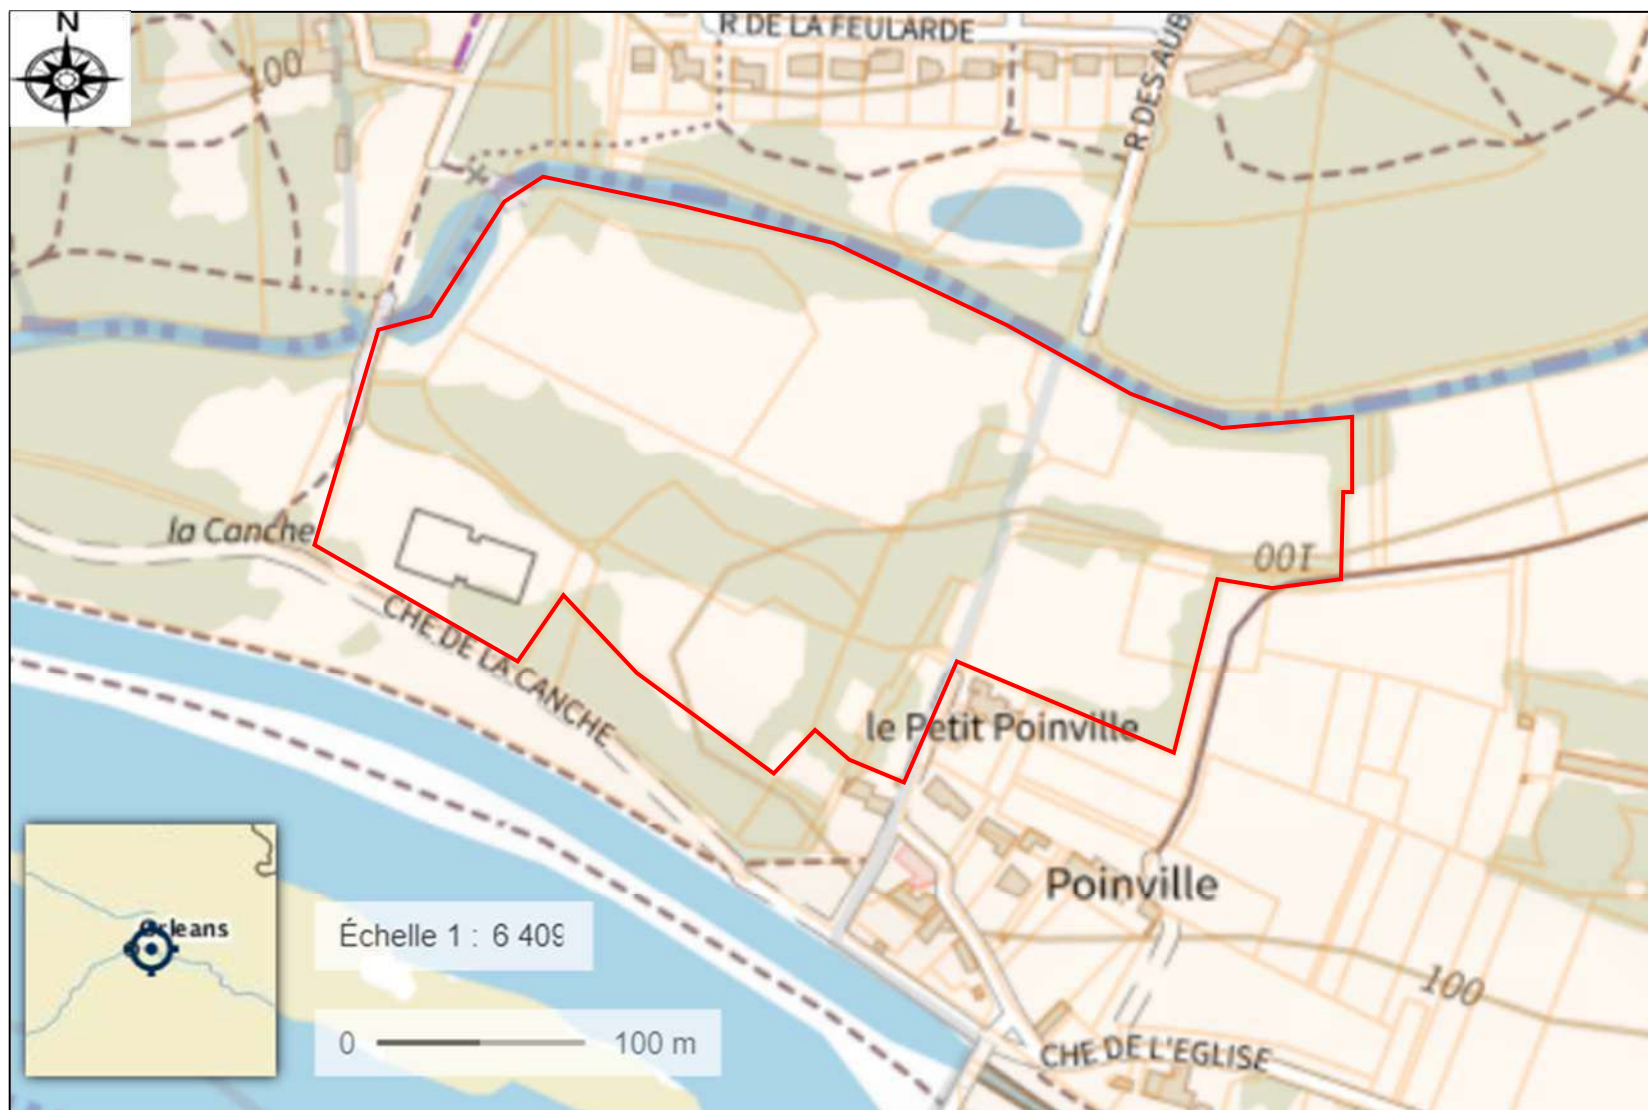 N
R DE LA FEULARDE
R DES AUB
100
la Canche
CHE DE LA CANCHE
100
le Petit Poinville
Poinville
100
CHE DE L'EGLISE
Orleans
Échelle 1 : 6 409
0 100 m